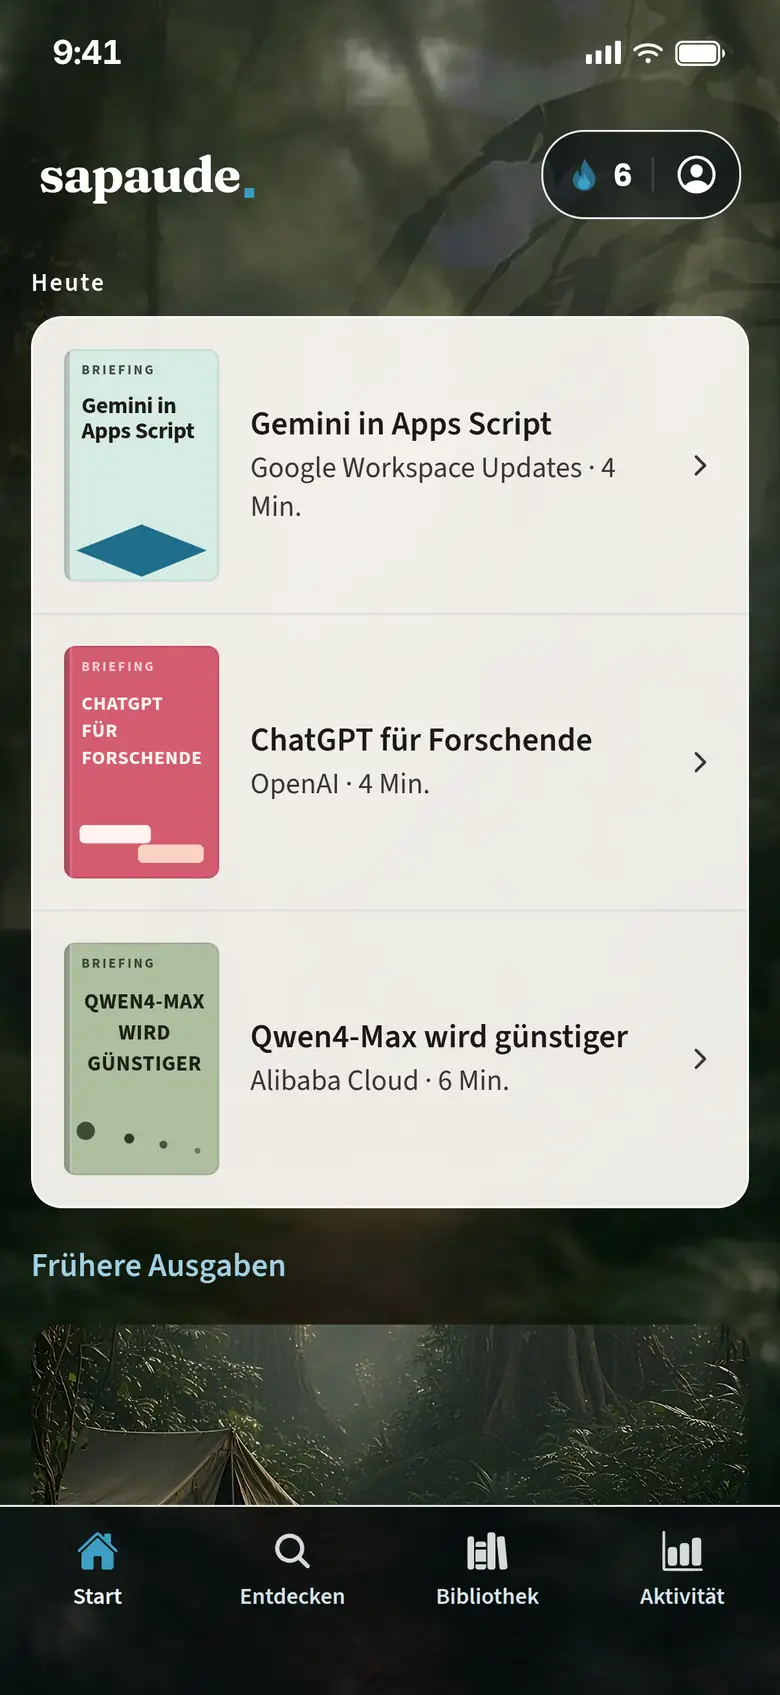 9:41
sapaude.
6
Heute
BRIEFING
Gemini in
Apps Script
Gemini in Apps Script
Google Workspace Updates · 4
Min.
BRIEFING
CHATGPT
FÜR
FORSCHENDE
ChatGPT für Forschende
OpenAI · 4 Min.
BRIEFING
QWEN4-MAX
WIRD
GÜNSTIGER
Qwen4-Max wird günstiger
Alibaba Cloud · 6 Min.
Frühere Ausgaben
Start
Entdecken
Bibliothek
Aktivität